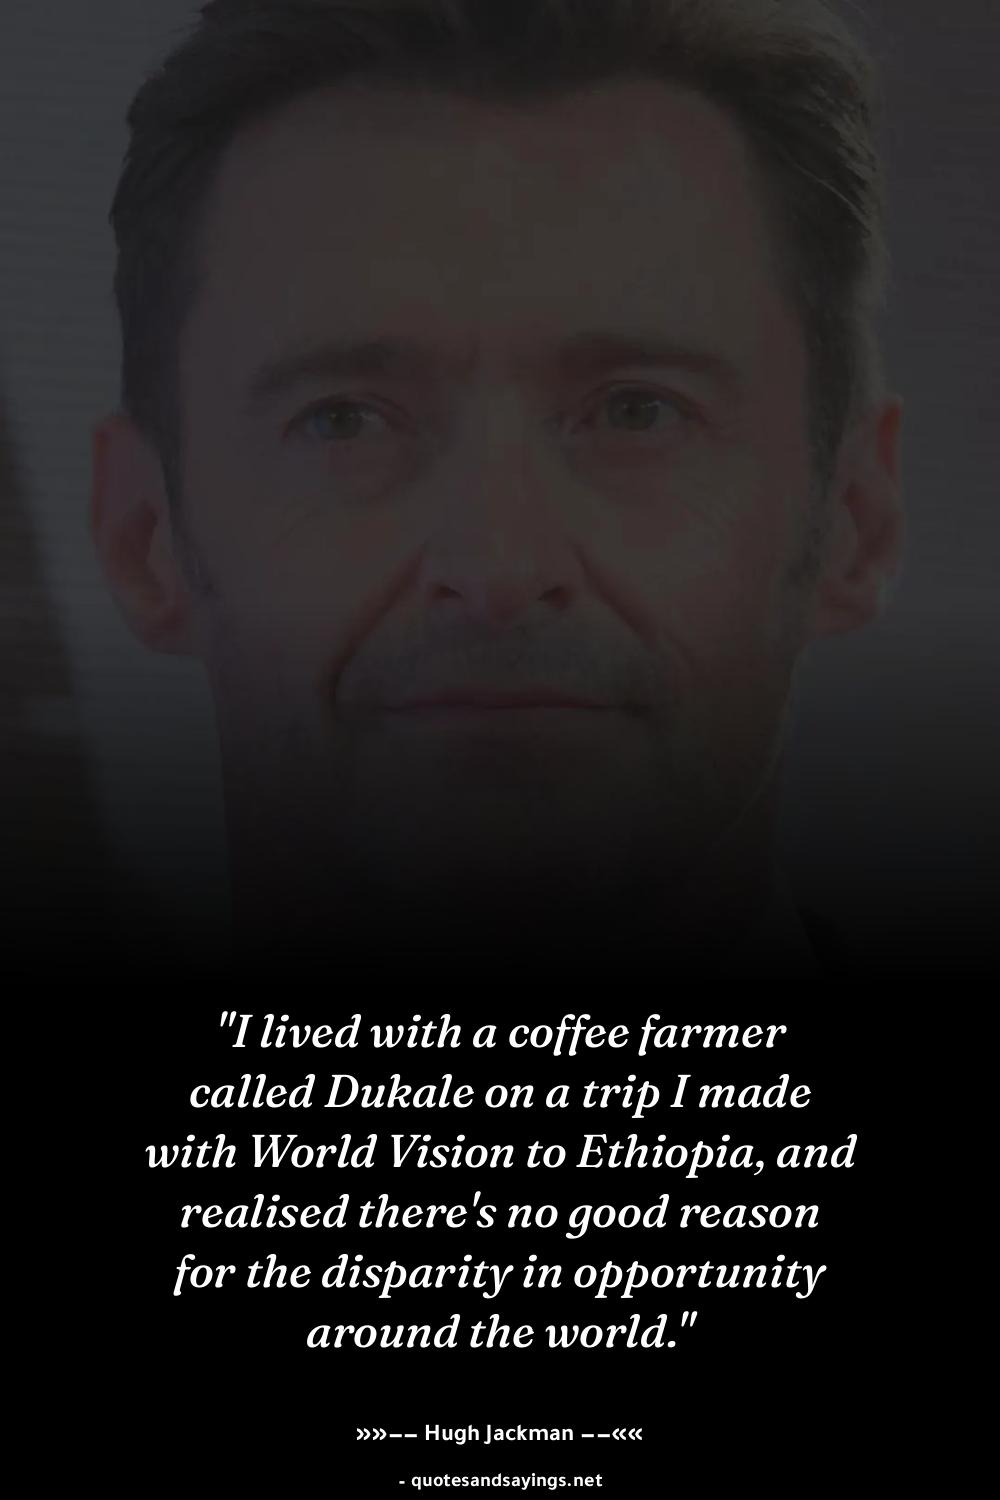 "I lived with a coffee farmer
called Dukale on a trip I made
with World Vision to Ethiopia, and
realised there's no good reason
for the disparity in opportunity
around the world."
»»−− Hugh Jackman −−««
- quotesandsayings.net